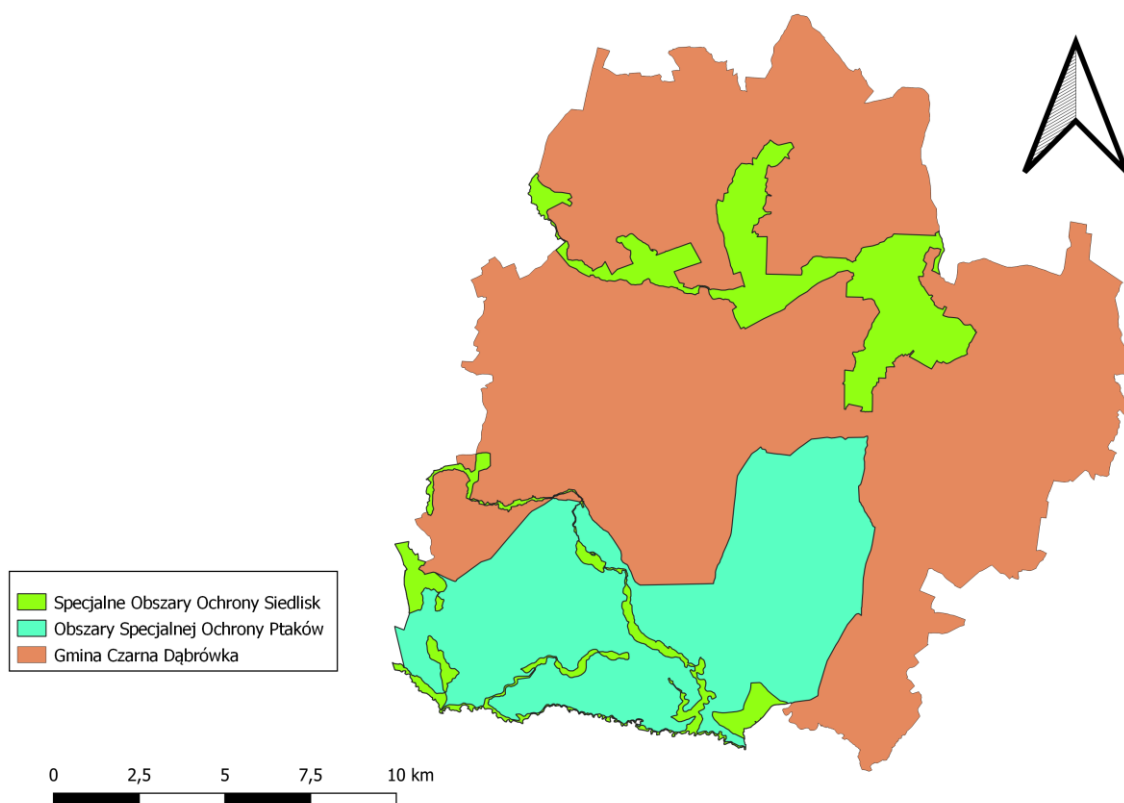 Specjalne Obszary Ochrony Siedlisk
Obszary Specjalnej Ochrony Ptaków
Gmina Czarna Dąbrówka
0 2,5 5 7,5 10 km